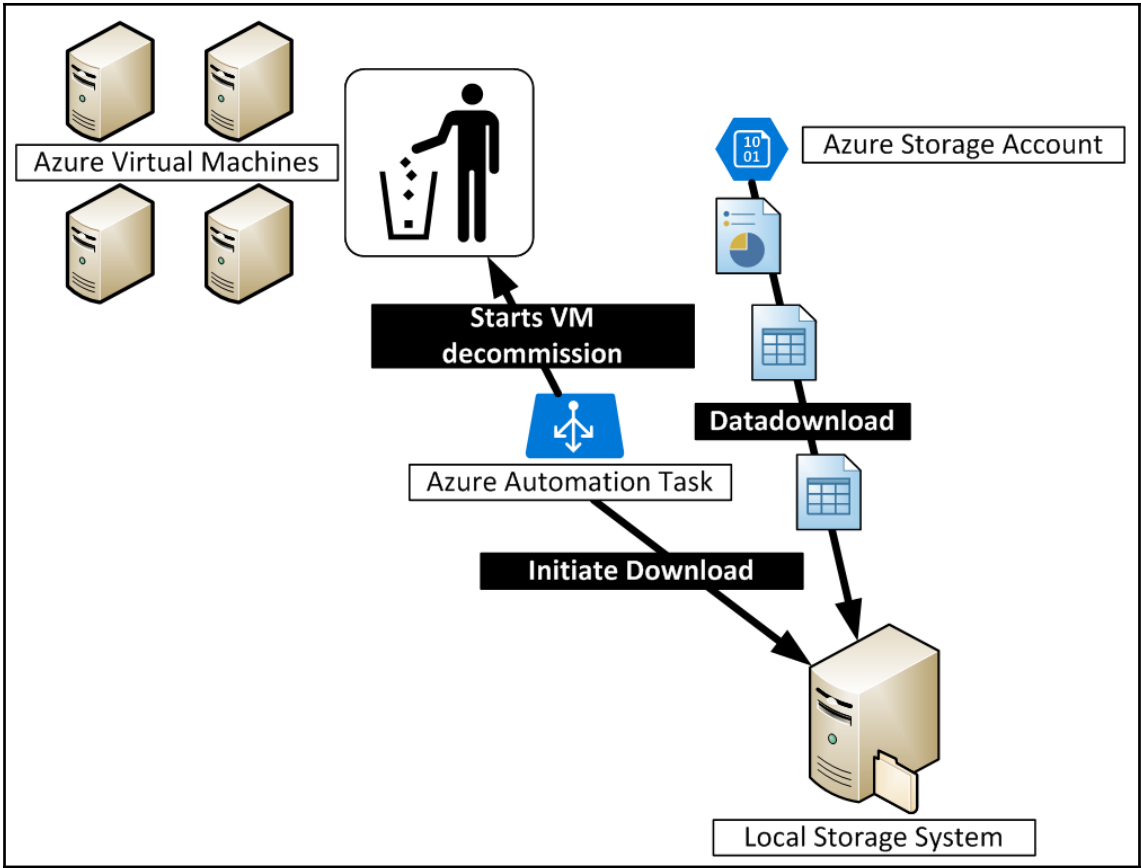 Azure Virtual Machines
10
01
Azure Storage Account
Starts VM
decommission
Datadownload
Azure Automation Task
Initiate Download
Local Storage System